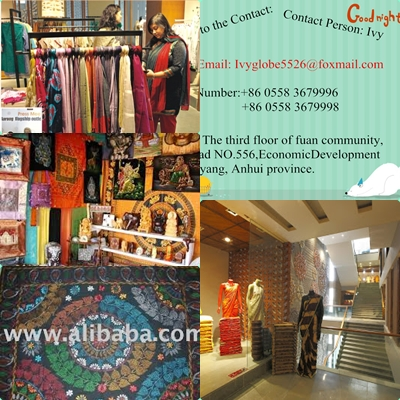 Good night
to the Contact: Contact Person: Ivy
Email: Ivyglobe5526@foxmail.com
Number:+86 0558 3679996
+86 0558 3679998
The third floor of fuan community,
ad NO.556,EconomicDevelopment
yang, Anhui province.
www.alibaba.com